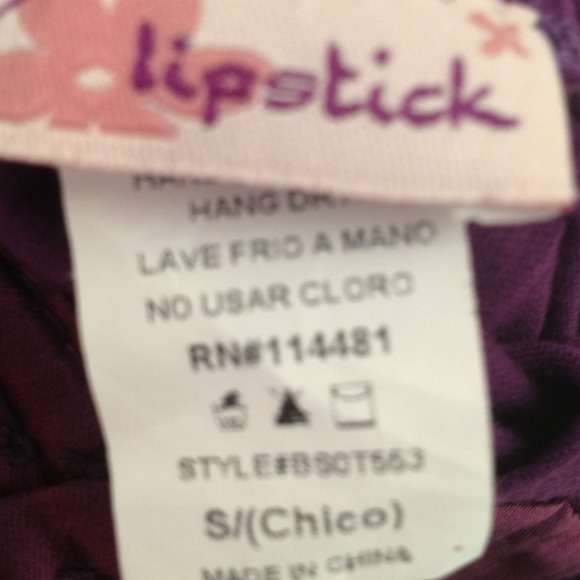 lipstick
HANG DRY
LAVE FRIO A MANO
NO USAR CLORO
RN#114481
STYLE#BS0T553
S/(Chico)
MADE IN CHINA